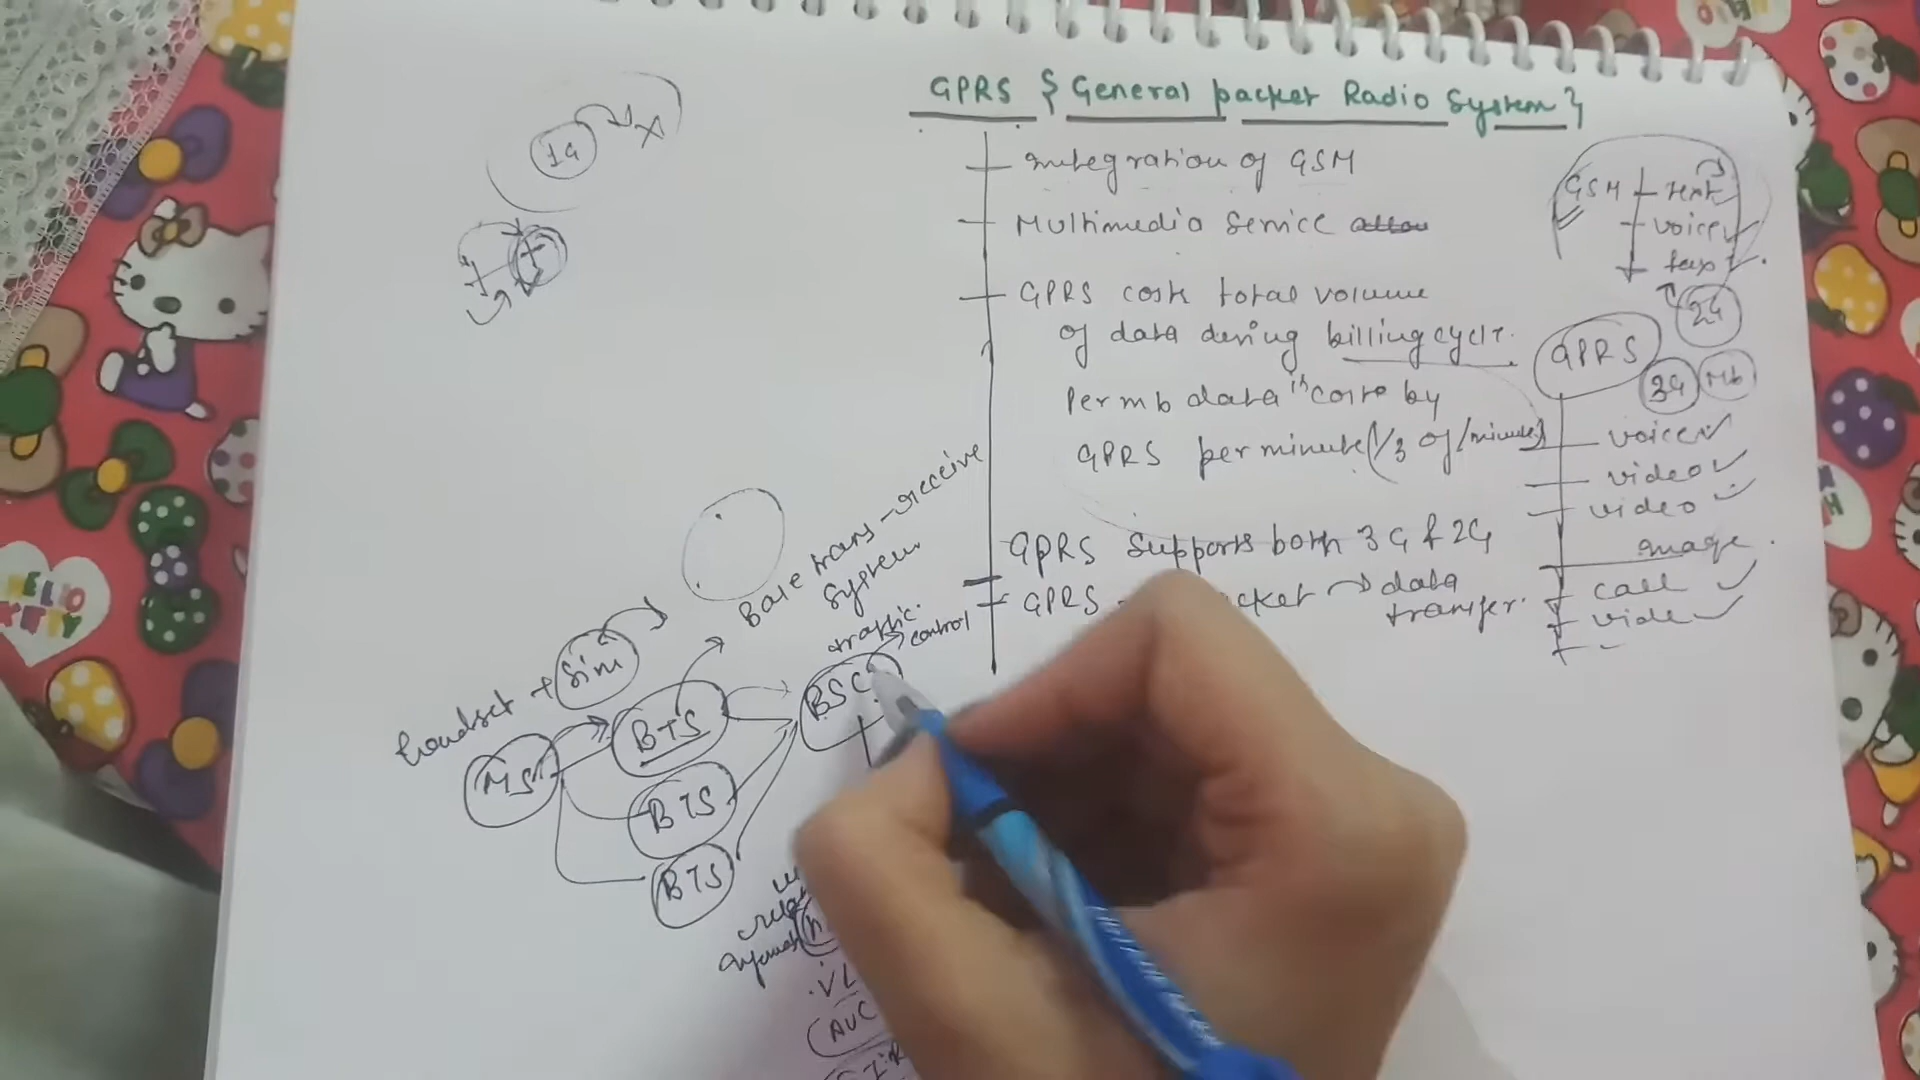 GPRS { General packet Radio System }
1G X
integration of GSM
Multimedia Service
GPRS cost total volume
of data during billing cycle.
Per mb data is cost by
GPRS per minute (1/3 of /minute)
GPRS supports both 3G & 2G
GPRS
data
transfer.
GSM
text
voice
fax
2G
GPRS
3G Mb
voice
video
video
image
call
vide
Base trans-receive
System.
traffic
control
handset + Sim
MS
BTS
BTS
BTS
BSC
VL
AUC
HELLO